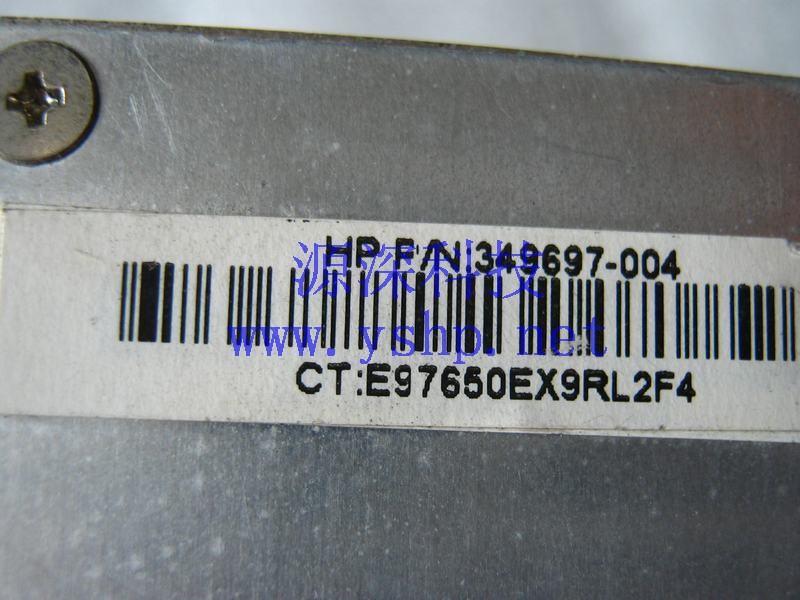 HP P/N:349697-004
源深科技
www.yshp.net
CT:E97650EX9RL2F4